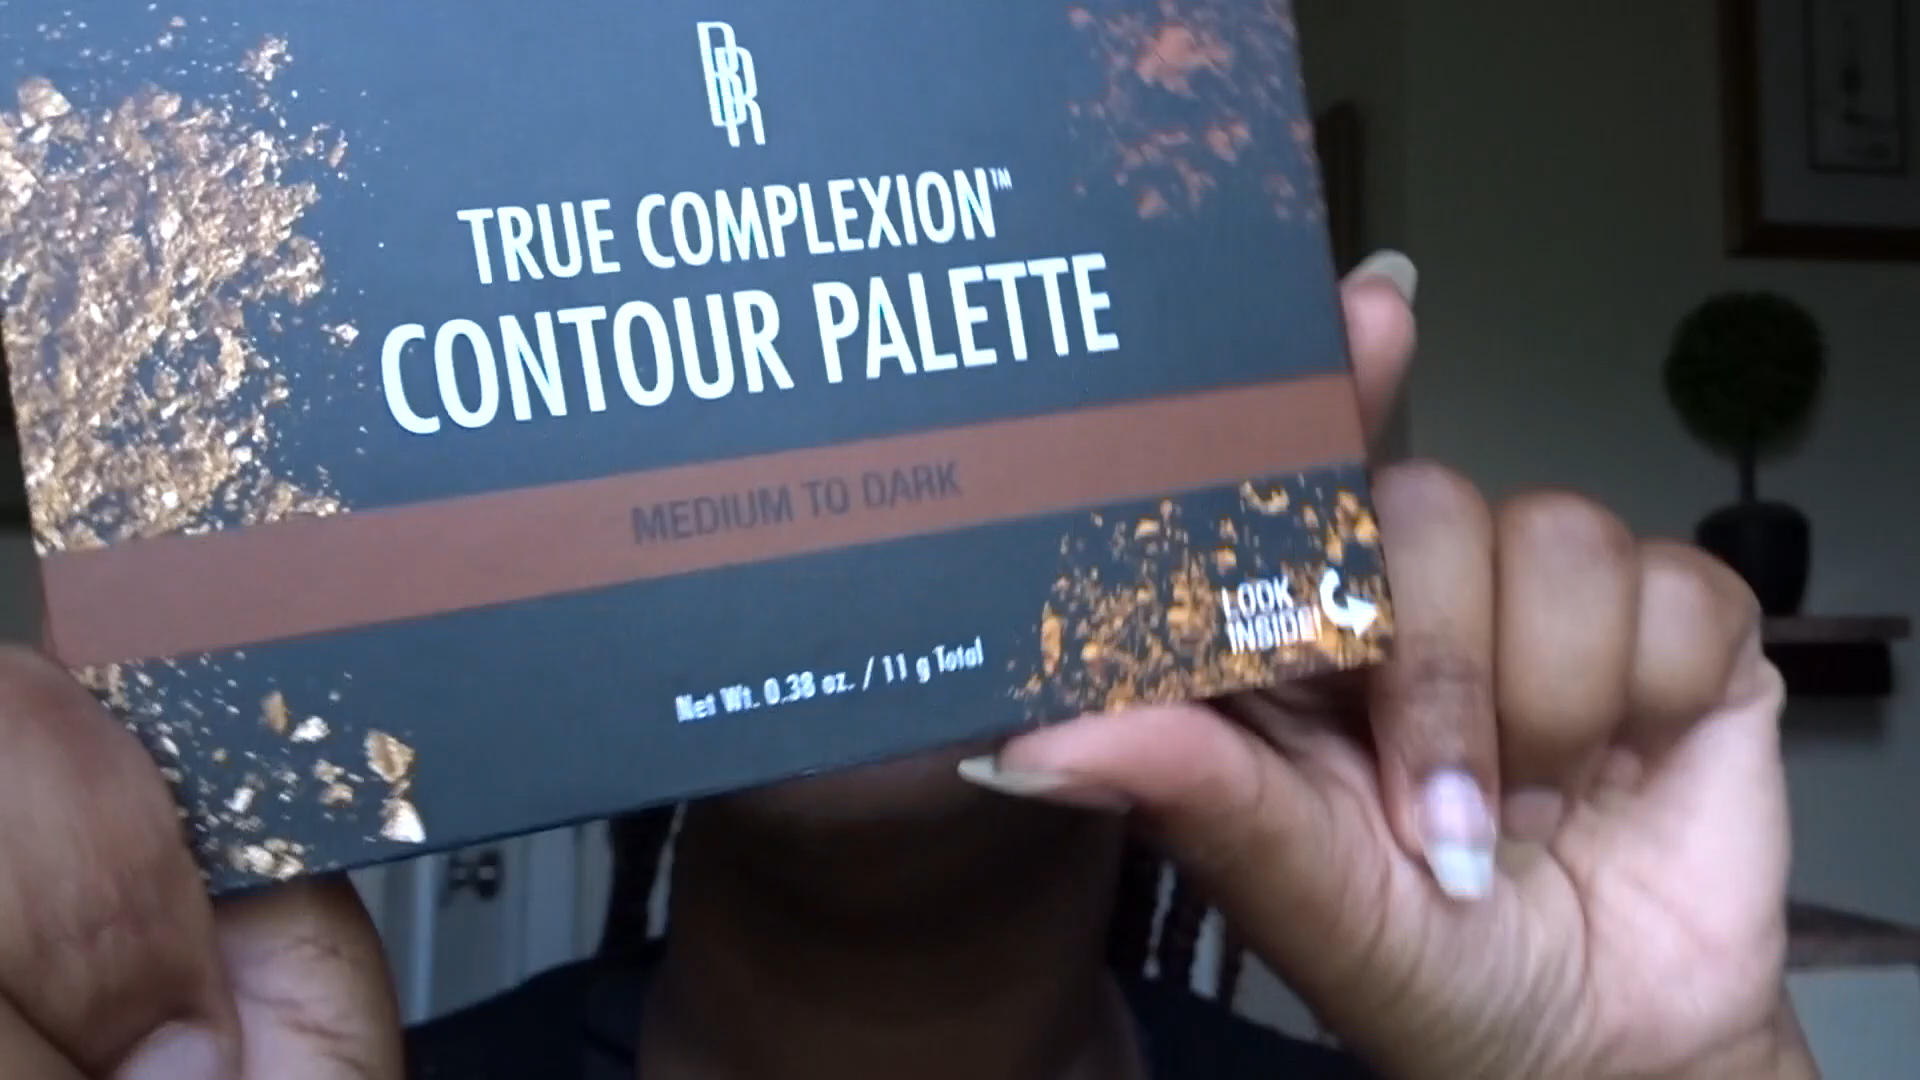 BR
TRUE COMPLEXION™
CONTOUR PALETTE
MEDIUM TO DARK
Net Wt. 0.38 oz. / 11 g Total
LOOK
INSIDE!